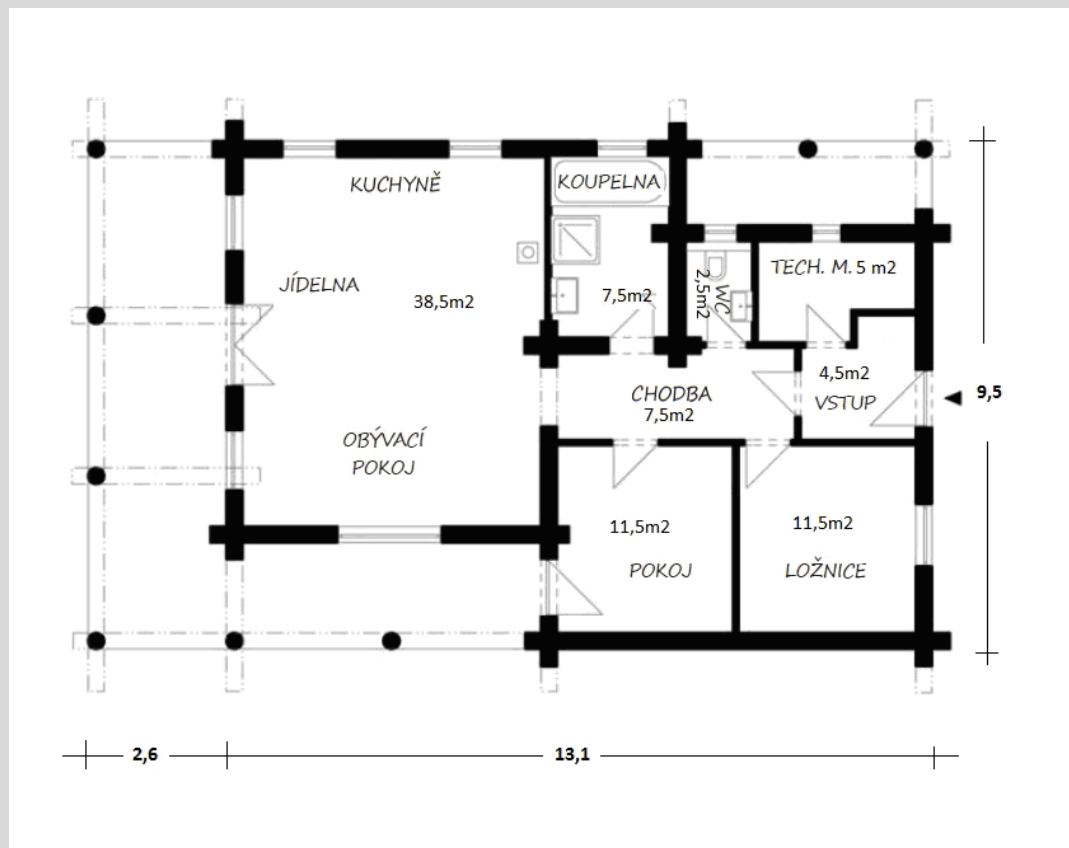 KUCHYNĚ
KOUPELNA
JÍDELNA
38,5m2
7,5m2
2,5m2
WC
TECH. M. 5 m2
4,5m2
VSTUP
CHODBA
7,5m2
9,5
OBÝVACÍ
POKOJ
11,5m2
POKOJ
11,5m2
LOŽNICE
2,6
13,1